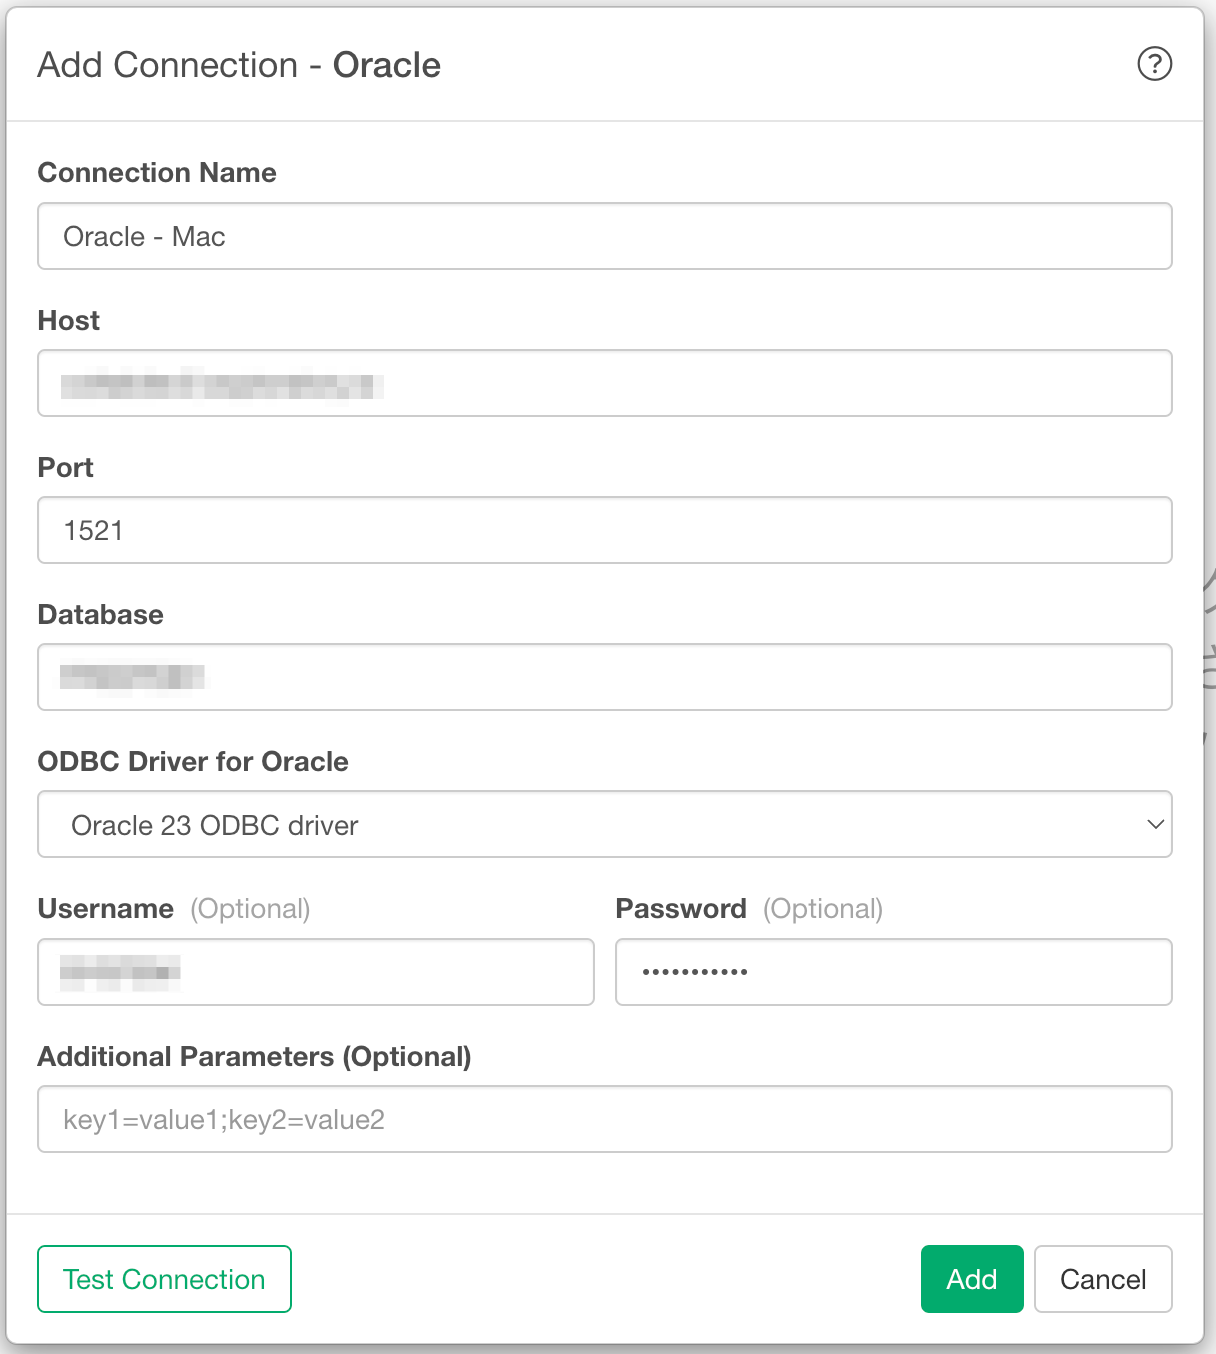 Add Connection - Oracle
?
Connection Name
Oracle - Mac
Host
Port
1521
Database
ODBC Driver for Oracle
Oracle 23 ODBC driver
Username (Optional) Password (Optional)
•••••••••••
Additional Parameters (Optional)
key1=value1;key2=value2
Test Connection Add Cancel